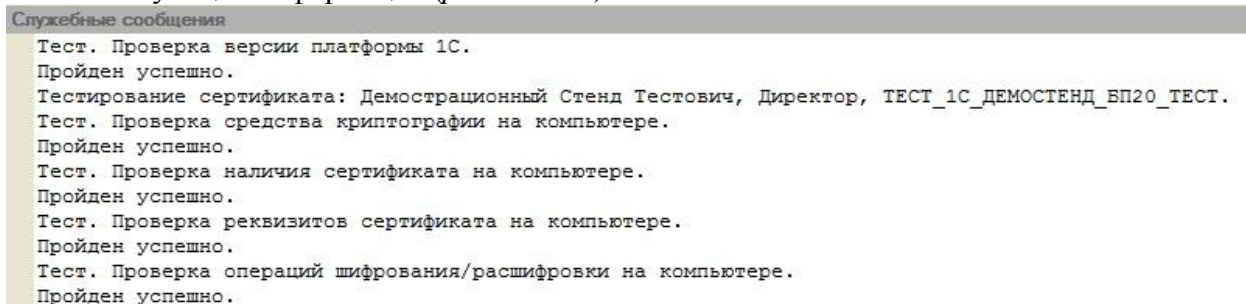 Служебные сообщения
Тест. Проверка версии платформы 1С.
Пройден успешно.
Тестирование сертификата: Демострационный Стенд Тестович, Директор, ТЕСТ_1С_ДЕМОСТЕНД_БП20_ТЕСТ.
Тест. Проверка средства криптографии на компьютере.
Пройден успешно.
Тест. Проверка наличия сертификата на компьютере.
Пройден успешно.
Тест. Проверка реквизитов сертификата на компьютере.
Пройден успешно.
Тест. Проверка операций шифрования/расшифровки на компьютере.
Пройден успешно.